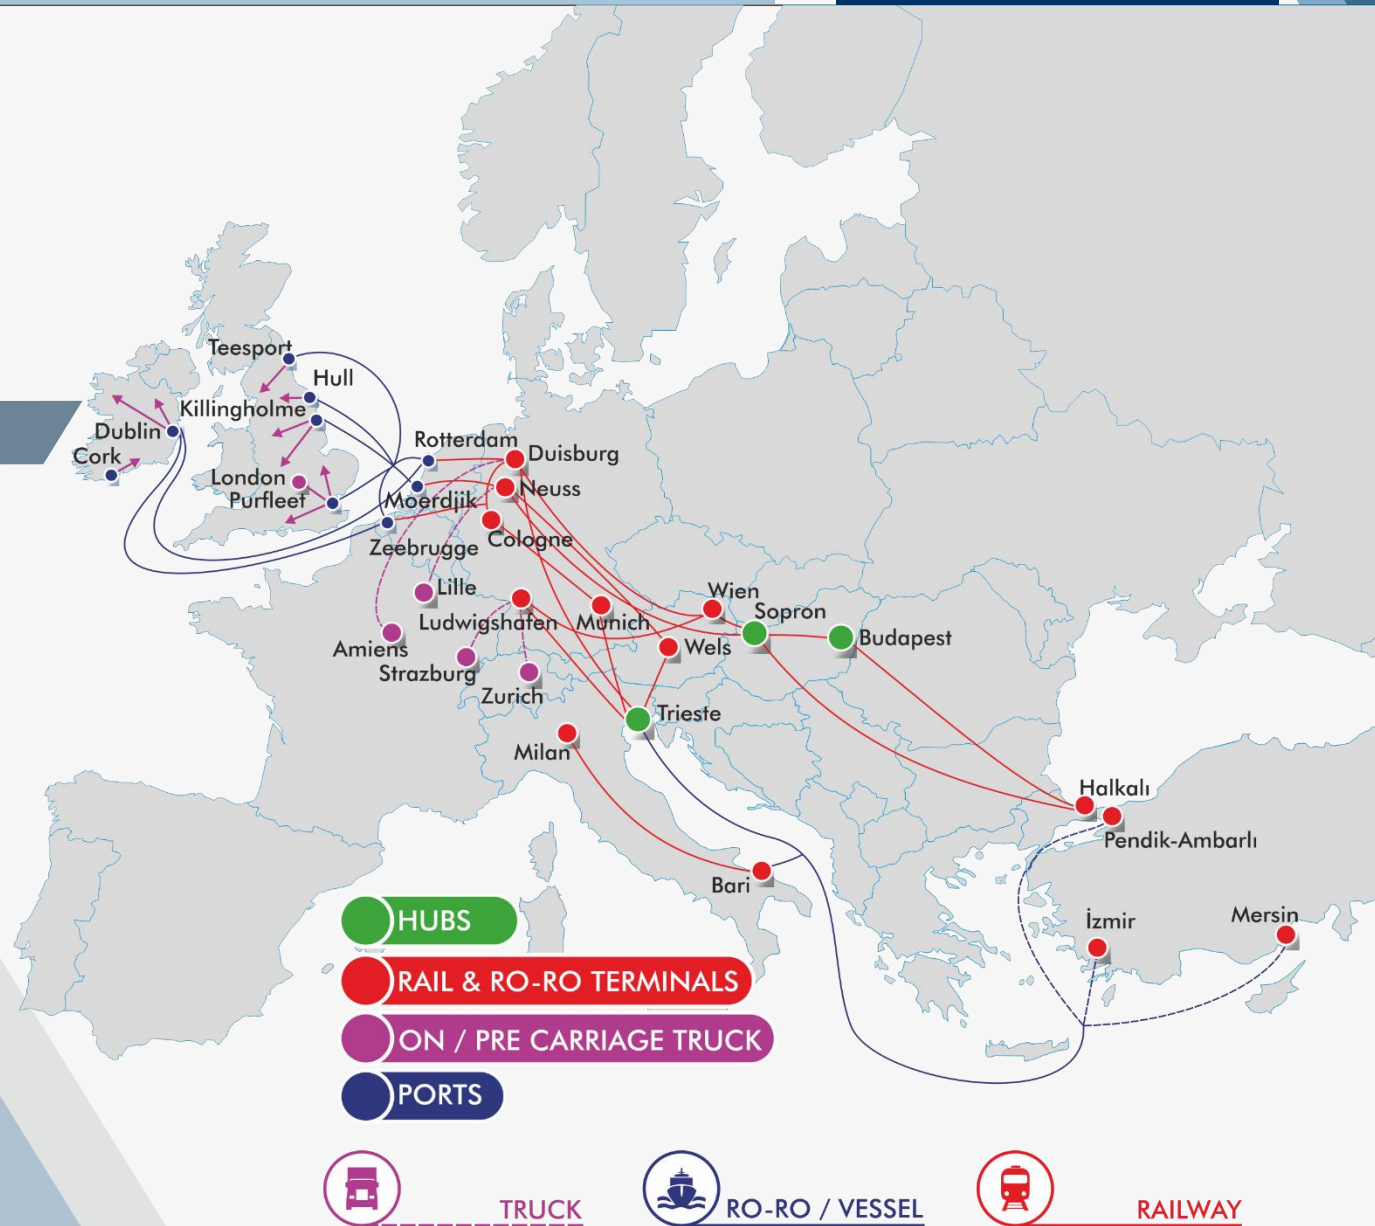 Teesport
Hull
Killingholme
Dublin
Cork
London
Purfleet
Rotterdam
Duisburg
Moerdjik
Neuss
Cologne
Zeebrugge
Lille
Ludwigshafen
Munich
Wien
Sopron
Budapest
Wels
Amiens
Strazburg
Zurich
Trieste
Milan
Halkalı
Pendik-Ambarlı
Bari
İzmir
Mersin
HUBS
RAIL & RO-RO TERMINALS
ON / PRE CARRIAGE TRUCK
PORTS
TRUCK
RO-RO / VESSEL
RAILWAY